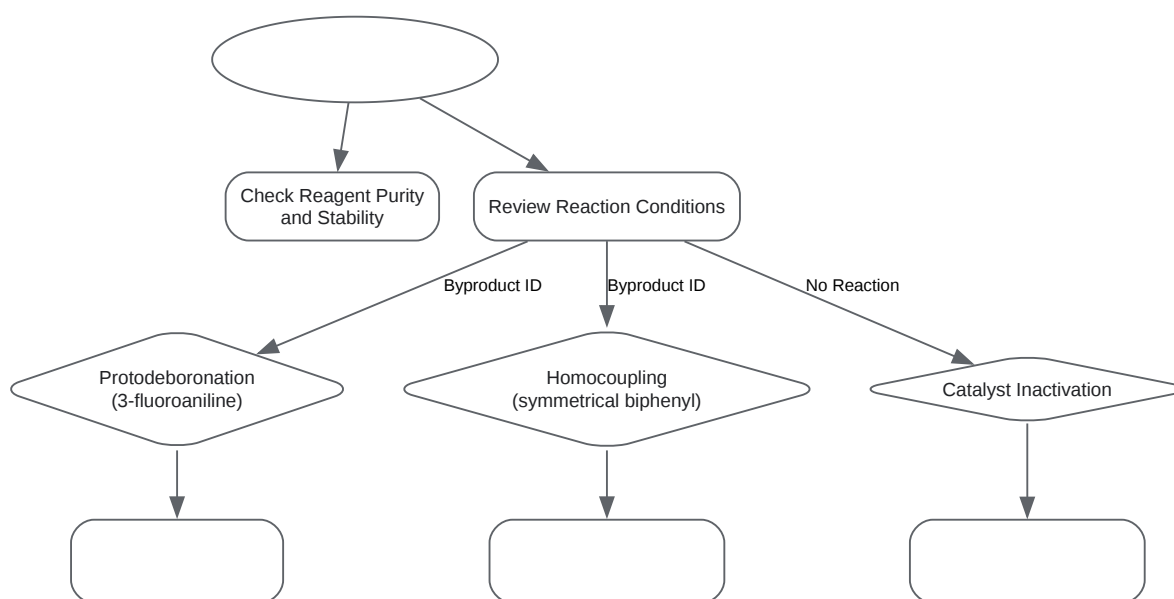 Check Reagent Purity
and Stability
Review Reaction Conditions
Byproduct ID
Byproduct ID
No Reaction
Protodeboronation
(3-fluoroaniline)
Homocoupling
(symmetrical biphenyl)
Catalyst Inactivation